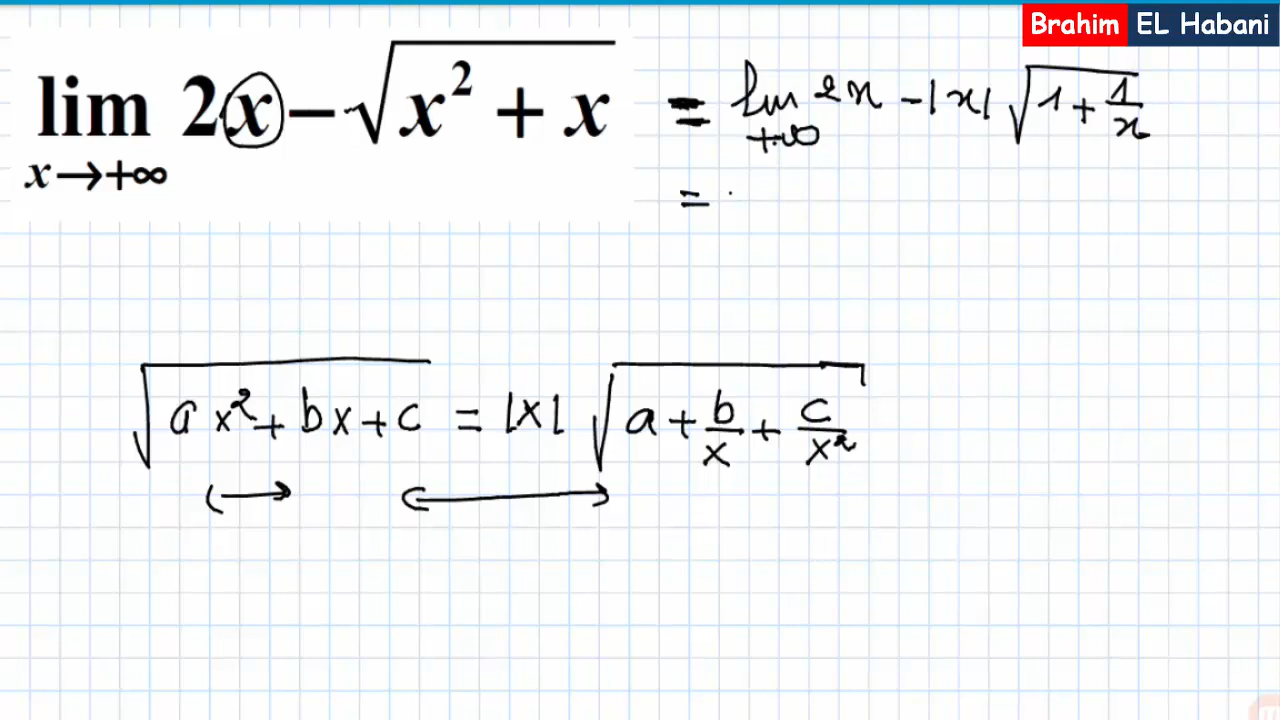 Brahim EL Habani
lim 2x − √(x² + x) = lim 2x − |x| √(1 + 1/x)
x→+∞ +∞
=
√(ax² + bx + c) = |x| √(a + b/x + c/x²)